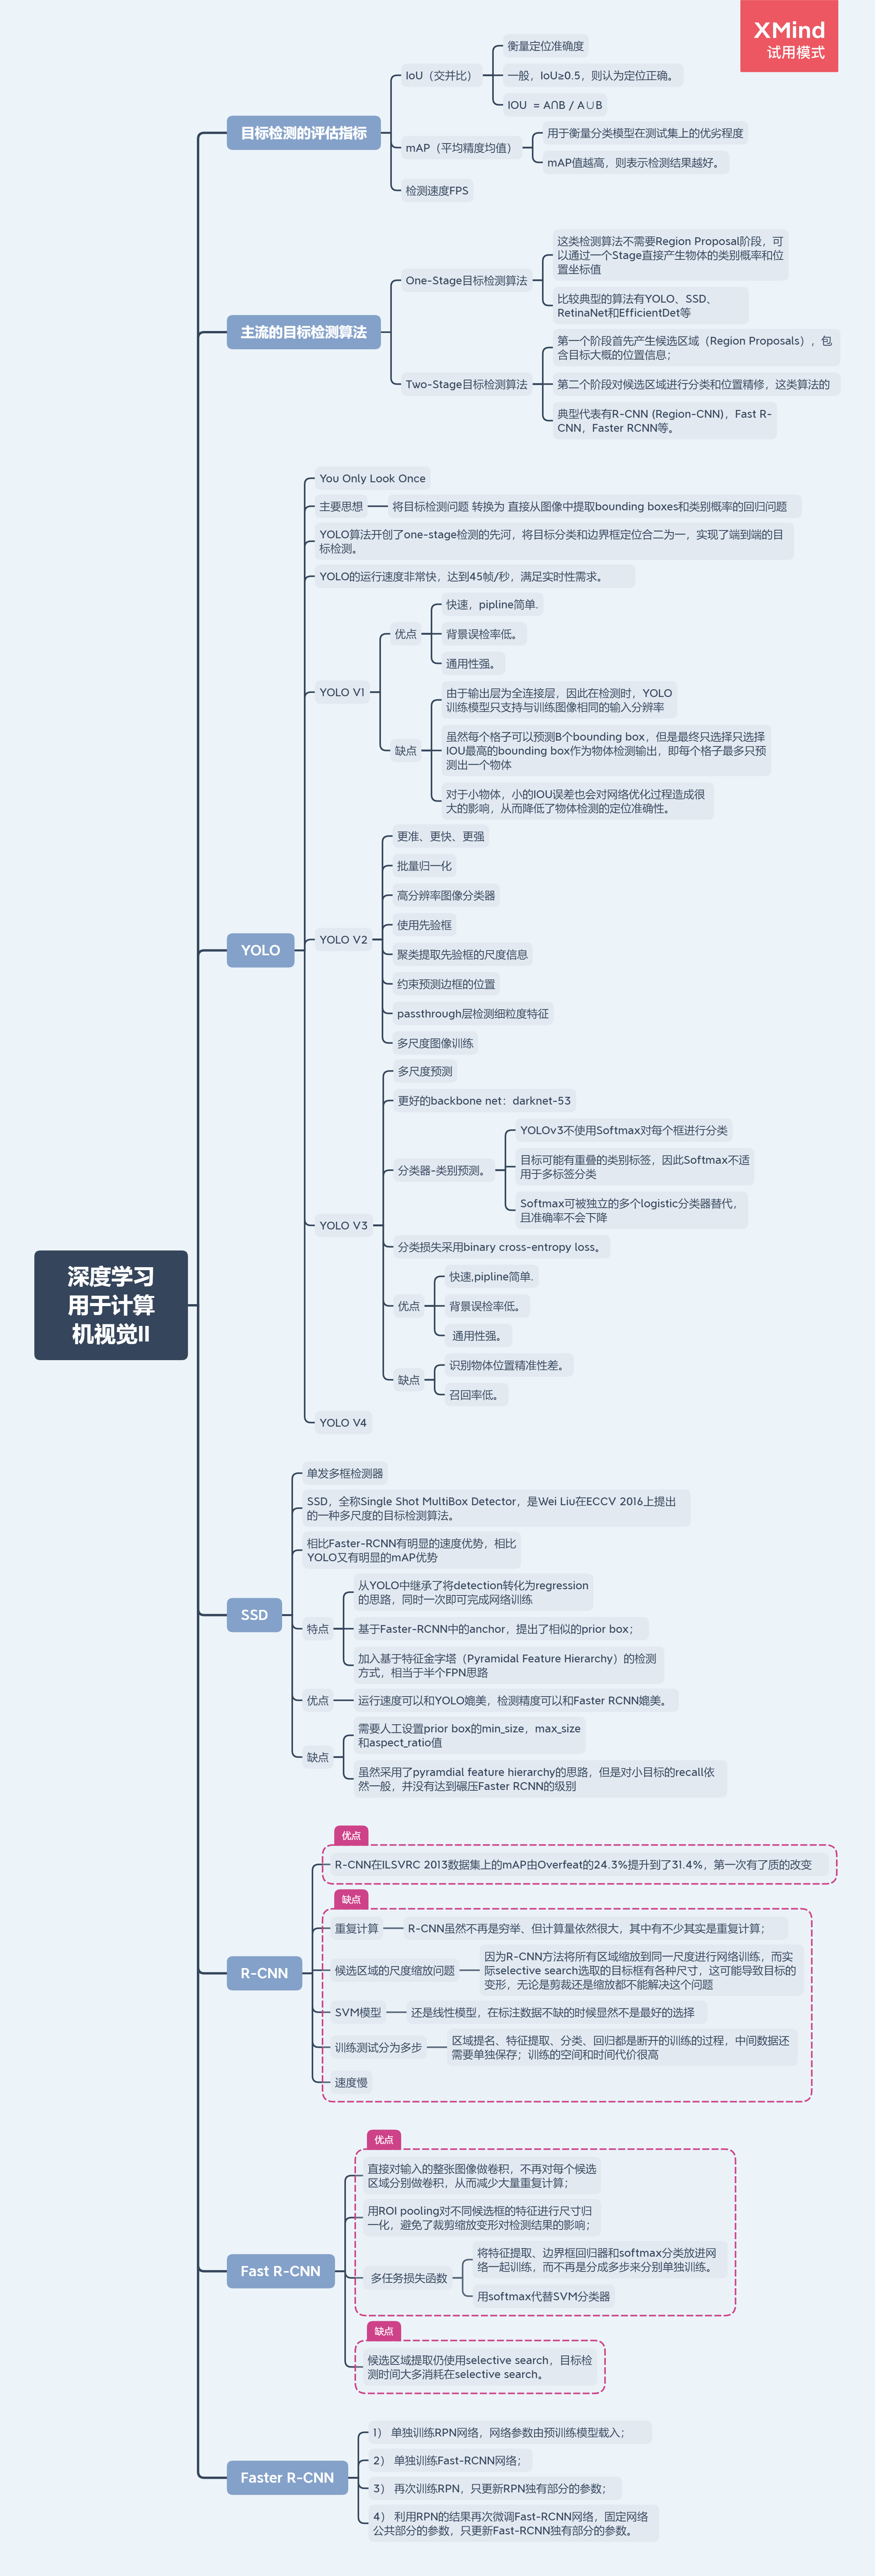 XMind
试用模式
深度学习
用于计算
机视觉II
目标检测的评估指标
IoU（交并比）
衡量定位准确度
一般，IoU≥0.5，则认为定位正确。
IOU = A∩B / A∪B
mAP（平均精度均值）
用于衡量分类模型在测试集上的优劣程度
mAP值越高，则表示检测结果越好。
检测速度FPS
主流的目标检测算法
One-Stage目标检测算法
这类检测算法不需要Region Proposal阶段，可
以通过一个Stage直接产生物体的类别概率和位
置坐标值
比较典型的算法有YOLO、SSD、
RetinaNet和EfficientDet等
Two-Stage目标检测算法
第一个阶段首先产生候选区域（Region Proposals），包
含目标大概的位置信息；
第二个阶段对候选区域进行分类和位置精修，这类算法的
典型代表有R-CNN (Region-CNN)，Fast R-
CNN，Faster RCNN等。
YOLO
You Only Look Once
主要思想
将目标检测问题 转换为 直接从图像中提取bounding boxes和类别概率的回归问题
YOLO算法开创了one-stage检测的先河，将目标分类和边界框定位合二为一，实现了端到端的目
标检测。
YOLO的运行速度非常快，达到45帧/秒，满足实时性需求。
YOLO V1
优点
快速，pipline简单.
背景误检率低。
通用性强。
缺点
由于输出层为全连接层，因此在检测时，YOLO
训练模型只支持与训练图像相同的输入分辨率
虽然每个格子可以预测B个bounding box，但是最终只选择只选择
IOU最高的bounding box作为物体检测输出，即每个格子最多只预
测出一个物体
对于小物体，小的IOU误差也会对网络优化过程造成很
大的影响，从而降低了物体检测的定位准确性。
YOLO V2
更准、更快、更强
批量归一化
高分辨率图像分类器
使用先验框
聚类提取先验框的尺度信息
约束预测边框的位置
passthrough层检测细粒度特征
多尺度图像训练
YOLO V3
多尺度预测
更好的backbone net：darknet-53
分类器-类别预测。
YOLOv3不使用Softmax对每个框进行分类
目标可能有重叠的类别标签，因此Softmax不适
用于多标签分类
Softmax可被独立的多个logistic分类器替代，
且准确率不会下降
分类损失采用binary cross-entropy loss。
优点
快速,pipline简单.
背景误检率低。
通用性强。
缺点
识别物体位置精准性差。
召回率低。
YOLO V4
SSD
单发多框检测器
SSD，全称Single Shot MultiBox Detector，是Wei Liu在ECCV 2016上提出
的一种多尺度的目标检测算法。
相比Faster-RCNN有明显的速度优势，相比
YOLO又有明显的mAP优势
特点
从YOLO中继承了将detection转化为regression
的思路，同时一次即可完成网络训练
基于Faster-RCNN中的anchor，提出了相似的prior box；
加入基于特征金字塔（Pyramidal Feature Hierarchy）的检测
方式，相当于半个FPN思路
优点
运行速度可以和YOLO媲美，检测精度可以和Faster RCNN媲美。
缺点
需要人工设置prior box的min_size，max_size
和aspect_ratio值
虽然采用了pyramdial feature hierarchy的思路，但是对小目标的recall依
然一般，并没有达到碾压Faster RCNN的级别
R-CNN
优点
R-CNN在ILSVRC 2013数据集上的mAP由Overfeat的24.3%提升到了31.4%，第一次有了质的改变
缺点
重复计算
R-CNN虽然不再是穷举、但计算量依然很大，其中有不少其实是重复计算；
候选区域的尺度缩放问题
因为R-CNN方法将所有区域缩放到同一尺度进行网络训练，而实
际selective search选取的目标框有各种尺寸，这可能导致目标的
变形，无论是剪裁还是缩放都不能解决这个问题
SVM模型
还是线性模型，在标注数据不缺的时候显然不是最好的选择
训练测试分为多步
区域提名、特征提取、分类、回归都是断开的训练的过程，中间数据还
需要单独保存；训练的空间和时间代价很高
速度慢
Fast R-CNN
优点
直接对输入的整张图像做卷积，不再对每个候选
区域分别做卷积，从而减少大量重复计算；
用ROI pooling对不同候选框的特征进行尺寸归
一化，避免了裁剪缩放变形对检测结果的影响；
多任务损失函数
将特征提取、边界框回归器和softmax分类放进网
络一起训练，而不再是分成多步来分别单独训练。
用softmax代替SVM分类器
缺点
候选区域提取仍使用selective search，目标检
测时间大多消耗在selective search。
Faster R-CNN
1） 单独训练RPN网络，网络参数由预训练模型载入；
2） 单独训练Fast-RCNN网络；
3） 再次训练RPN，只更新RPN独有部分的参数；
4） 利用RPN的结果再次微调Fast-RCNN网络，固定网络
公共部分的参数，只更新Fast-RCNN独有部分的参数。